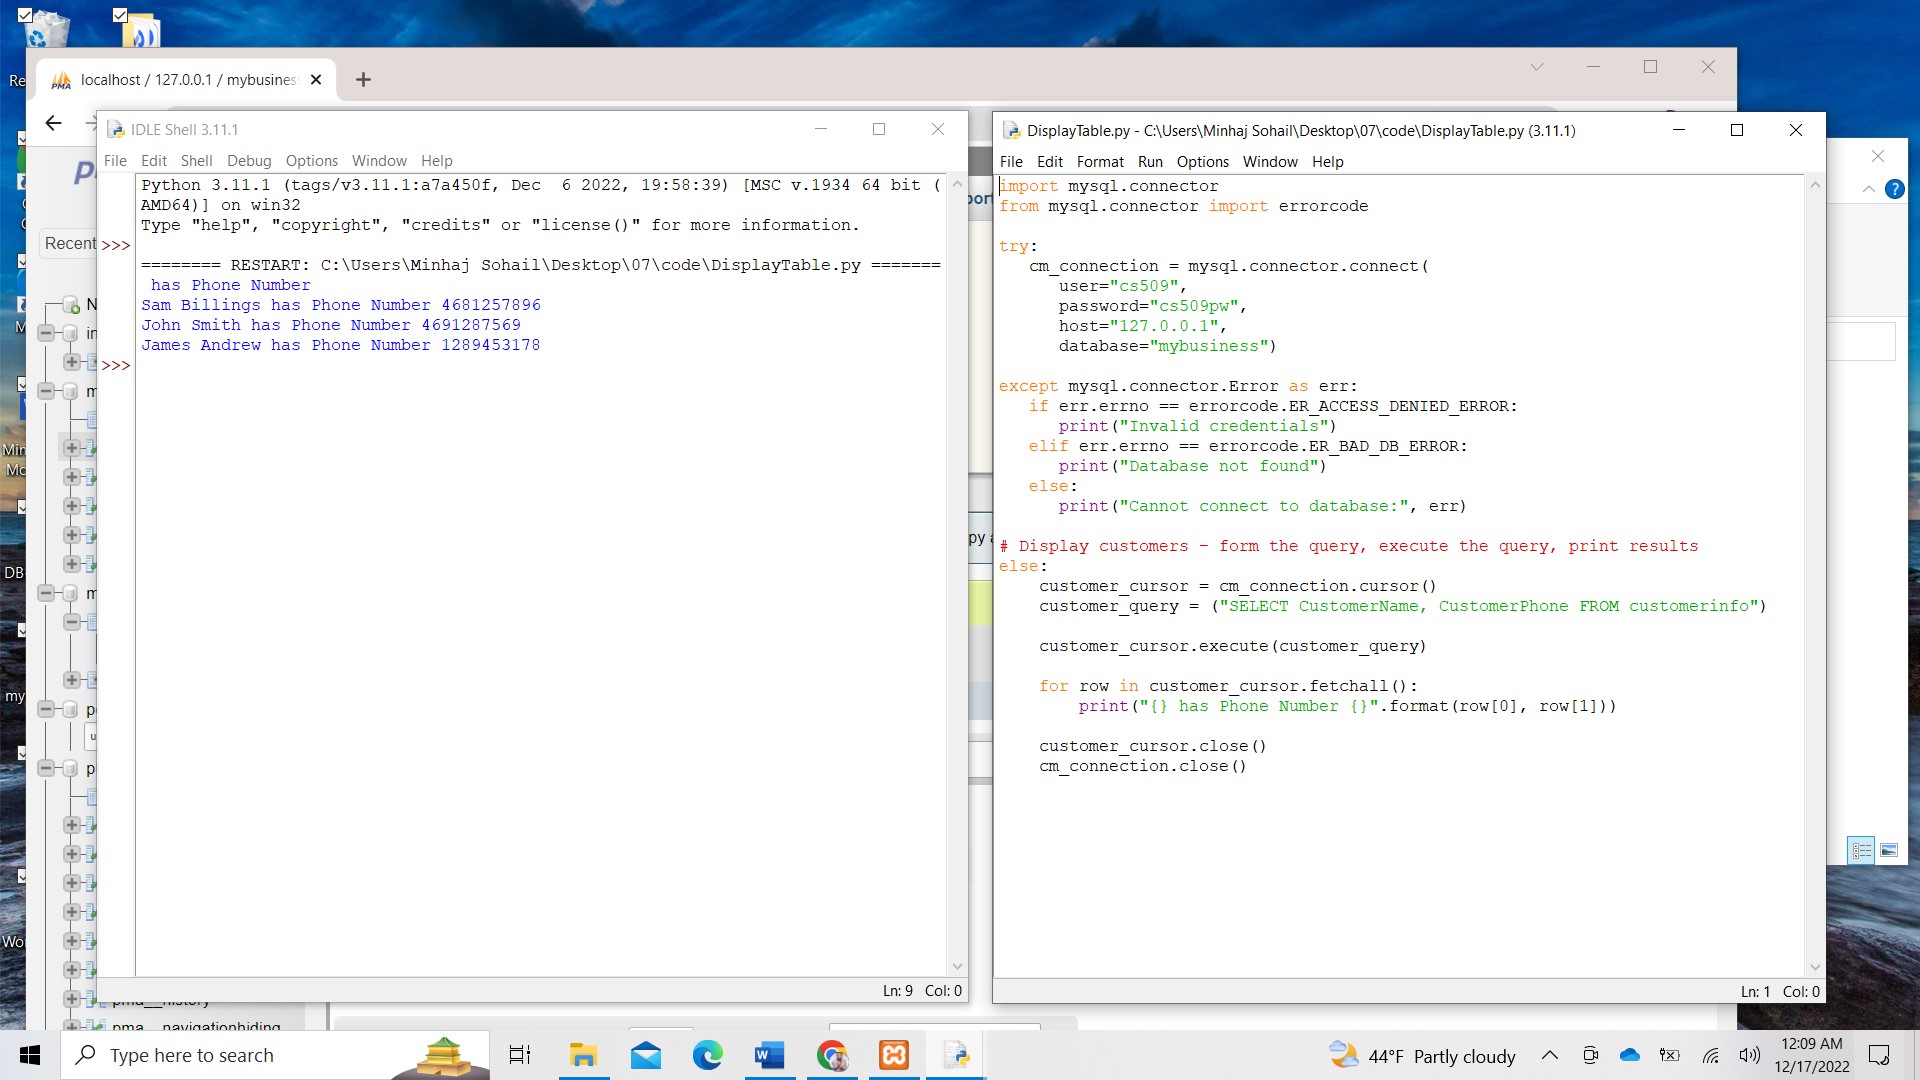 Re
localhost / 127.0.0.1 / mybusines
PMA
IDLE Shell 3.11.1
File Edit Shell Debug Options Window Help
Python 3.11.1 (tags/v3.11.1:a7a450f, Dec  6 2022, 19:58:39) [MSC v.1934 64 bit (
AMD64)] on win32
Type "help", "copyright", "credits" or "license()" for more information.
>>>
======== RESTART: C:\Users\Minhaj Sohail\Desktop\07\code\DisplayTable.py =======
 has Phone Number
Sam Billings has Phone Number 4681257896
John Smith has Phone Number 4691287569
James Andrew has Phone Number 1289453178
>>>
Ln: 9 Col: 0
DisplayTable.py - C:\Users\Minhaj Sohail\Desktop\07\code\DisplayTable.py (3.11.1)
File Edit Format Run Options Window Help
import mysql.connector
from mysql.connector import errorcode
try:
   cm_connection = mysql.connector.connect(
      user="cs509",
      password="cs509pw",
      host="127.0.0.1",
      database="mybusiness")
except mysql.connector.Error as err:
   if err.errno == errorcode.ER_ACCESS_DENIED_ERROR:
      print("Invalid credentials")
   elif err.errno == errorcode.ER_BAD_DB_ERROR:
      print("Database not found")
   else:
      print("Cannot connect to database:", err)
# Display customers - form the query, execute the query, print results
else:
    customer_cursor = cm_connection.cursor()
    customer_query = ("SELECT CustomerName, CustomerPhone FROM customerinfo")
    customer_cursor.execute(customer_query)
    for row in customer_cursor.fetchall():
        print("{} has Phone Number {}".format(row[0], row[1]))
    customer_cursor.close()
    cm_connection.close()
Ln: 1 Col: 0
Recent
DB
my
Wo
pma__history
pma__navigationhiding
Type here to search
44°F Partly cloudy
12:09 AM
12/17/2022